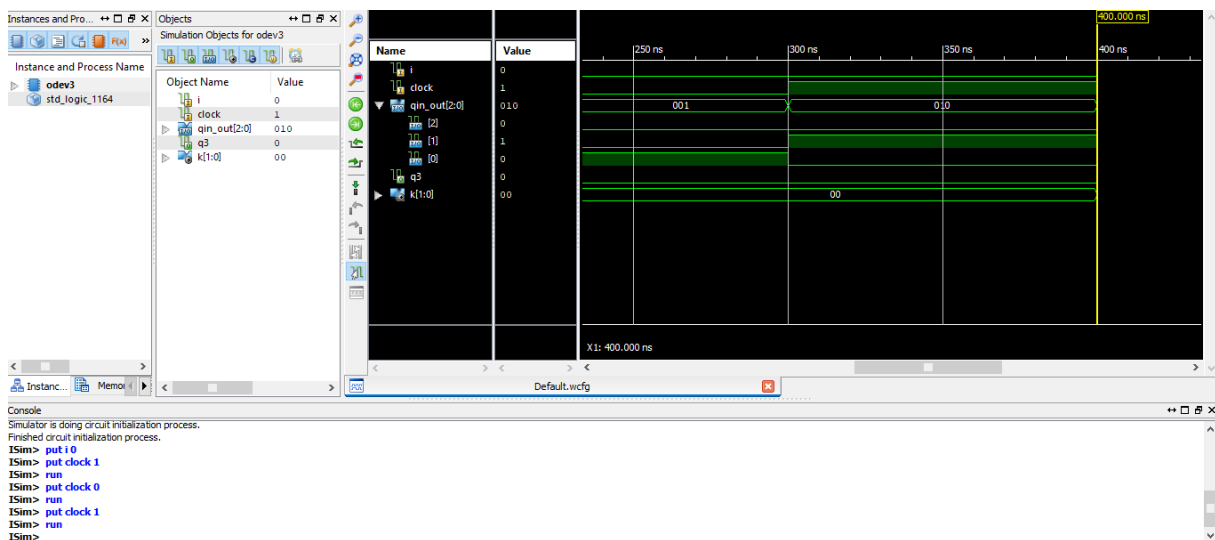 Instances and Pro...
Objects
Simulation Objects for odev3
F(x) »
Instance and Process Name
odev3
std_logic_1164
Object Name Value
i 0
clock 1
qin_out[2:0] 010
q3 0
k[1:0] 00
Name Value
i 0
clock 1
qin_out[2:0] 010
[2] 0
[1] 1
[0] 0
q3 0
k[1:0] 00
400.000 ns
250 ns 300 ns 350 ns 400 ns
001 010
00
X1: 400.000 ns
Instanc... Memor
Default.wcfg
Console
Simulator is doing circuit initialization process.
Finished circuit initialization process.
ISim> put i 0
ISim> put clock 1
ISim> run
ISim> put clock 0
ISim> run
ISim> put clock 1
ISim> run
ISim>